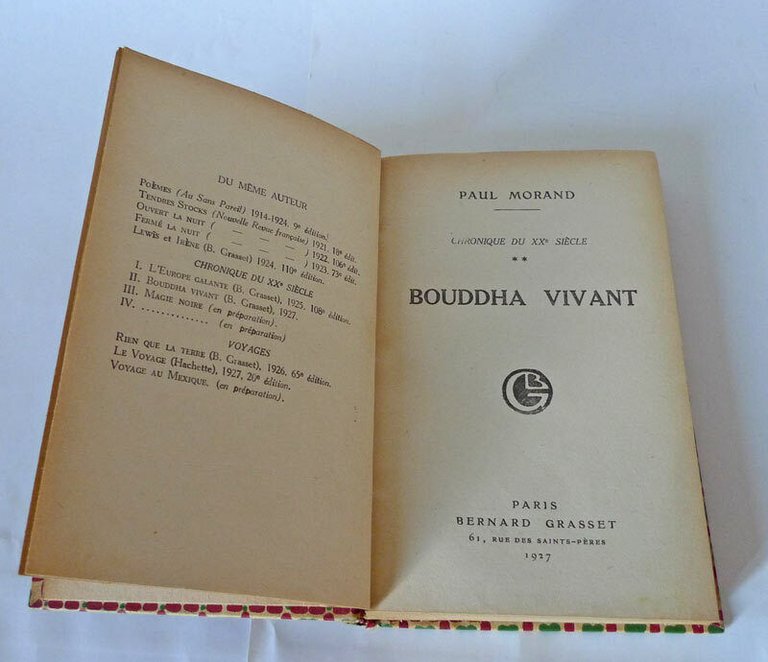 DU MÊME AUTEUR
POÈMES (Au Sans Pareil) 1914-1924. 9e édition.
TENDRES STOCKS (Nouvelle Revue française) 1921. 18e édit.
OUVERT LA NUIT ( — — — ) 1922. 106e édit.
FERMÉ LA NUIT ( — — — ) 1923. 73e édit.
LEWIS ET IRÈNE (B. Grasset) 1924. 110e édition.
CHRONIQUE DU XXe SIÈCLE
I. L'EUROPE GALANTE (B. Grasset), 1925. 108e édition.
II. BOUDDHA VIVANT (B. Grasset), 1927.
III. MAGIE NOIRE (en préparation)
IV. .............. (en préparation)
VOYAGES
RIEN QUE LA TERRE (B. Grasset), 1926. 65e édition.
LE VOYAGE (Hachette), 1927, 20e édition.
VOYAGE AU MEXIQUE. (en préparation).
PAUL MORAND
CHRONIQUE DU XXe SIÈCLE
* *
BOUDDHA VIVANT
BG
PARIS
BERNARD GRASSET
61, RUE DES SAINTS-PÈRES
1927